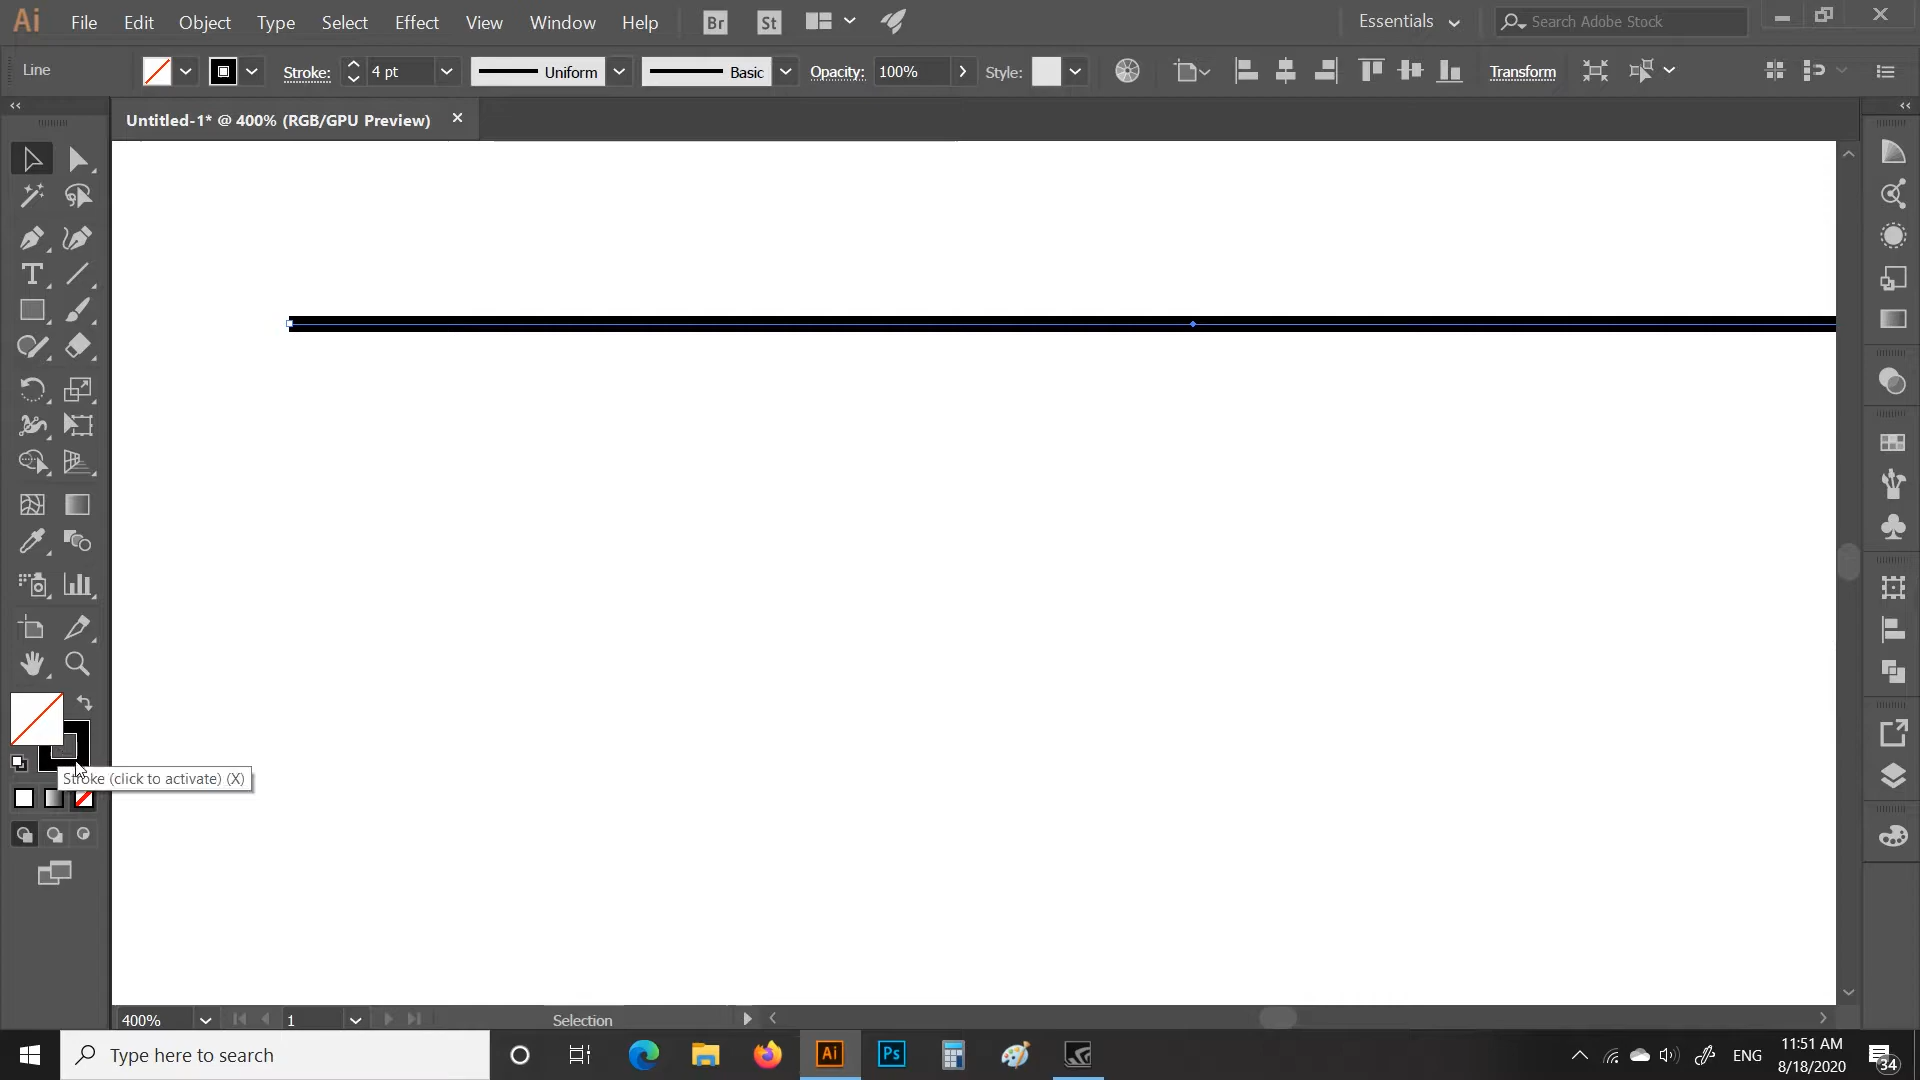 Ai File Edit Object Type Select Effect View Window Help Br St Essentials Search Adobe Stock
Line Stroke: 4 pt Uniform Basic Opacity: 100% Style: Transform
Untitled-1* @ 400% (RGB/GPU Preview)
Stroke (click to activate) (X)
400% 1 Selection
Type here to search Ai Ps ENG 11:51 AM
8/18/2020 34